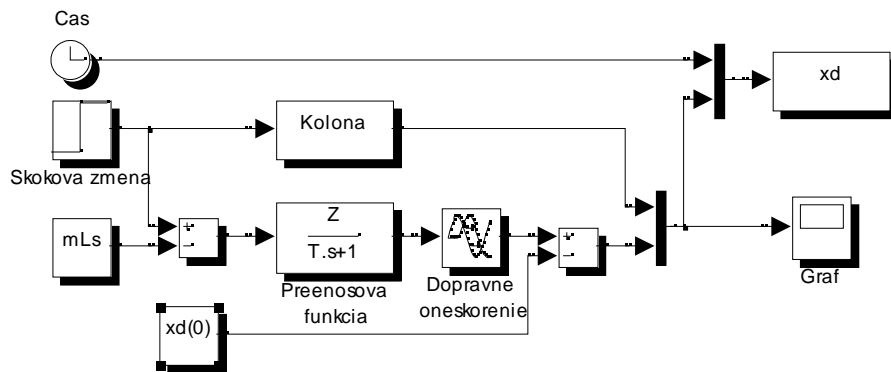 Cas
xd
Kolona
Skokova zmena
mLs
+
−
Z
T.s+1
+
−
Preenosova
funkcia
Dopravne
oneskorenie
Graf
xd(0)